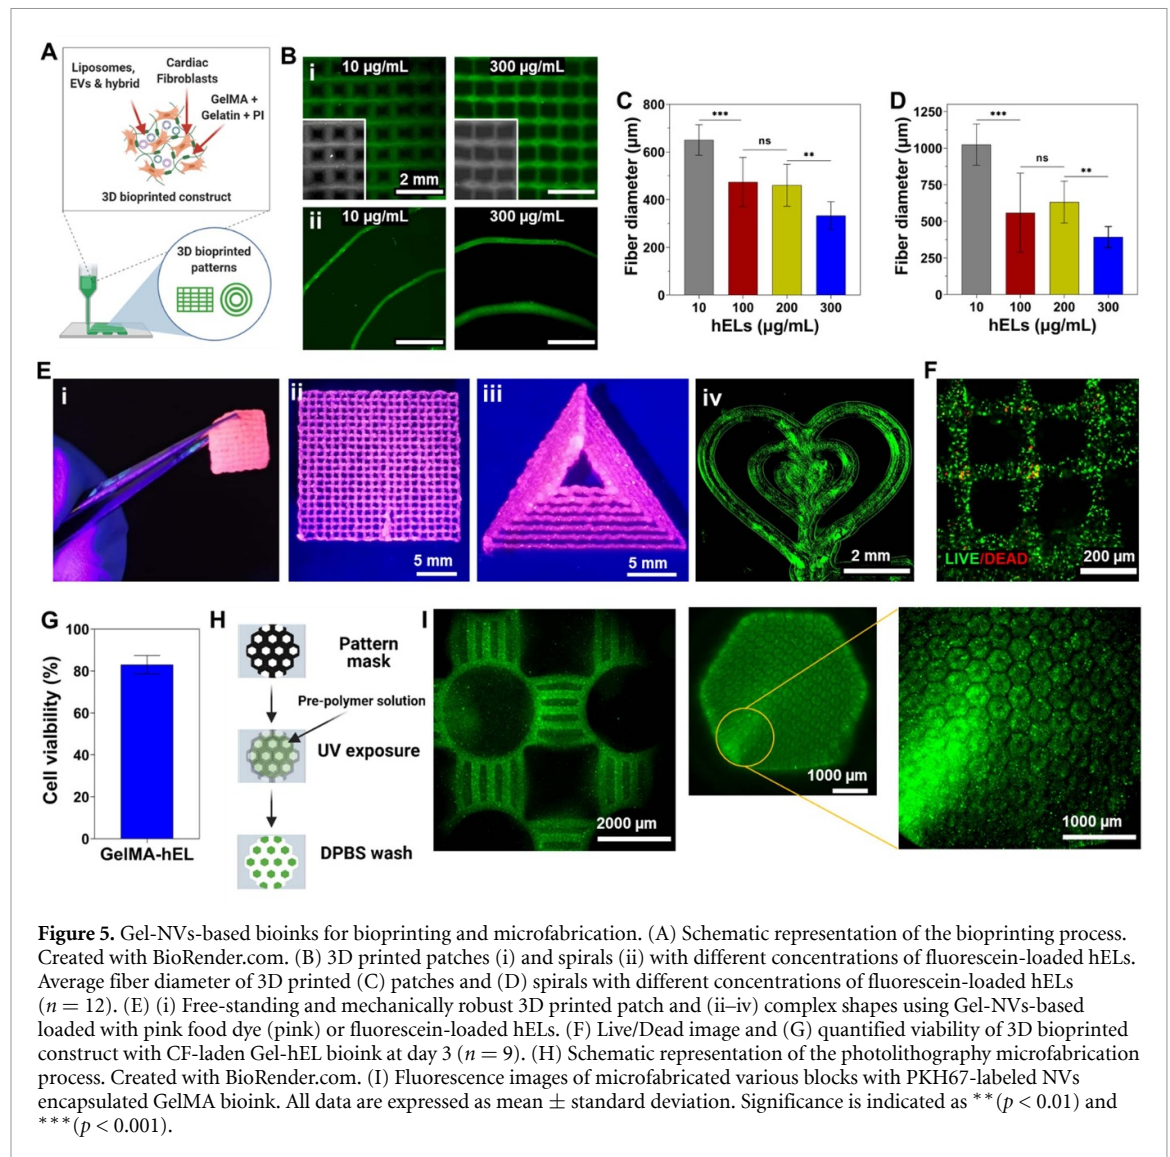 A
Liposomes,
EVs & hybrid
Cardiac
Fibroblasts
GelMA +
Gelatin + PI
3D bioprinted construct
3D bioprinted
patterns
B
i
10 µg/mL
300 µg/mL
2 mm
ii
10 µg/mL
300 µg/mL
C
Fiber diameter (µm)
800
600
400
200
0
***
ns
**
10 100 200 300
hELs (µg/mL)
D
Fiber diameter (µm)
1250
1000
750
500
250
0
***
ns
**
10 100 200 300
hELs (µg/mL)
E
i
ii
5 mm
iii
5 mm
iv
2 mm
F
LIVE/DEAD
200 µm
G
Cell vialbility (%)
100
80
60
40
20
0
GelMA-hEL
H
Pattern
mask
Pre-polymer solution
UV exposure
DPBS wash
I
2000 µm
1000 µm
1000 µm
Figure 5. Gel-NVs-based bioinks for bioprinting and microfabrication. (A) Schematic representation of the bioprinting process.
Created with BioRender.com. (B) 3D printed patches (i) and spirals (ii) with different concentrations of fluorescein-loaded hELs.
Average fiber diameter of 3D printed (C) patches and (D) spirals with different concentrations of fluorescein-loaded hELs
(n = 12). (E) (i) Free-standing and mechanically robust 3D printed patch and (ii–iv) complex shapes using Gel-NVs-based
loaded with pink food dye (pink) or fluorescein-loaded hELs. (F) Live/Dead image and (G) quantified viability of 3D bioprinted
construct with CF-laden Gel-hEL bioink at day 3 (n = 9). (H) Schematic representation of the photolithography microfabrication
process. Created with BioRender.com. (I) Fluorescence images of microfabricated various blocks with PKH67-labeled NVs
encapsulated GelMA bioink. All data are expressed as mean ± standard deviation. Significance is indicated as **(p < 0.01) and
***(p < 0.001).